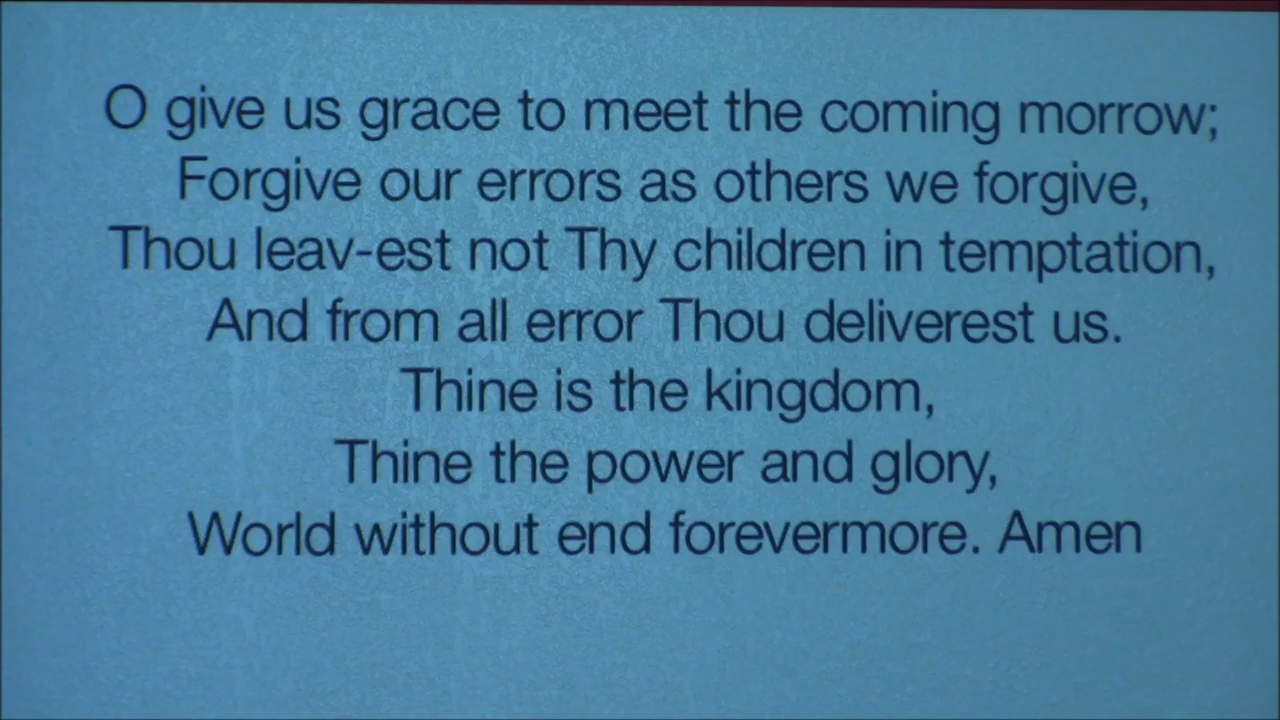 O give us grace to meet the coming morrow;
Forgive our errors as others we forgive,
Thou leav-est not Thy children in temptation,
And from all error Thou deliverest us.
Thine is the kingdom,
Thine the power and glory,
World without end forevermore. Amen